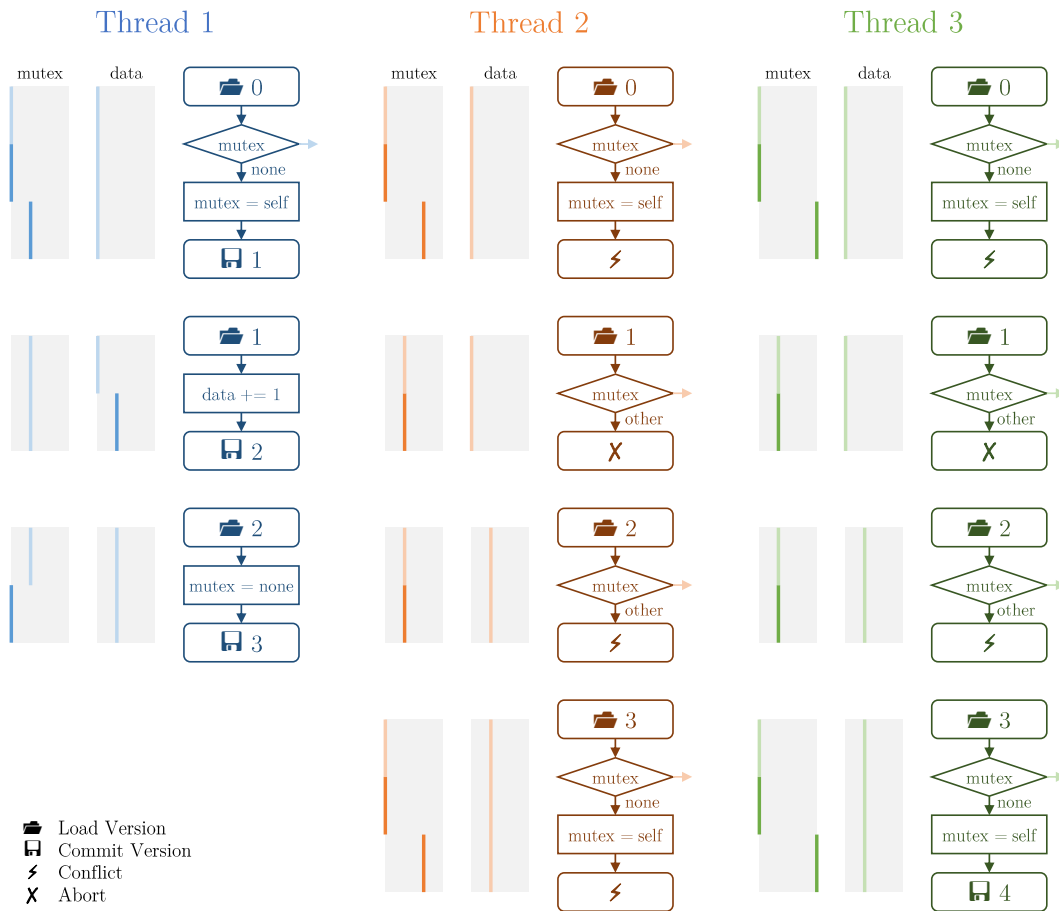 Thread 1
mutex
data
0
mutex
none
mutex = self
1
1
data += 1
2
2
mutex = none
3
Thread 2
mutex
data
0
mutex
none
mutex = self
1
mutex
other
2
mutex
other
3
mutex
none
mutex = self
Thread 3
mutex
data
0
mutex
none
mutex = self
1
mutex
other
2
mutex
other
3
mutex
none
mutex = self
4
Load Version
Commit Version
Conflict
Abort